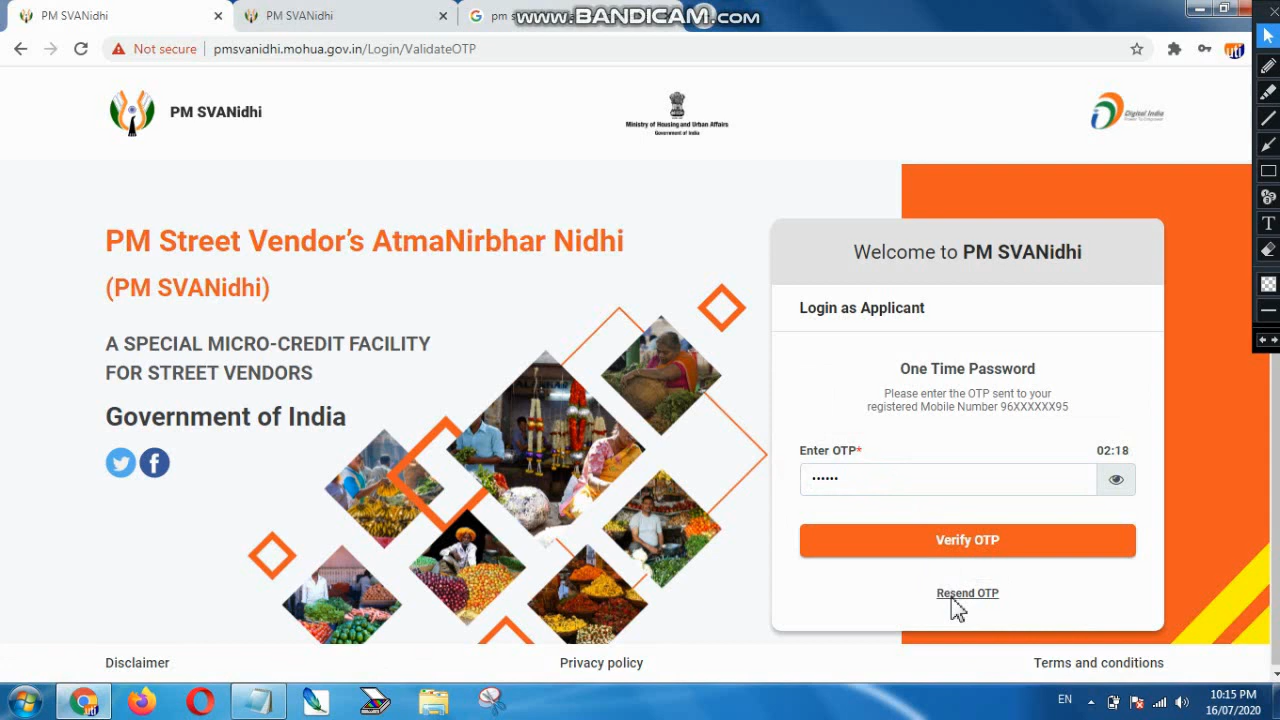 PM SVANidhi
PM SVANidhi
pm s
www.BANDICAM.com
Not secure
pmsvanidhi.mohua.gov.in/Login/ValidateOTP
PM SVANidhi
Ministry of Housing and Urban Affairs
Government of India
Digital India
Power To Empower
PM Street Vendor's AtmaNirbhar Nidhi
(PM SVANidhi)
A SPECIAL MICRO-CREDIT FACILITY
FOR STREET VENDORS
Government of India
Welcome to PM SVANidhi
Login as Applicant
One Time Password
Please enter the OTP sent to your
registered Mobile Number 96XXXXXX95
Enter OTP*
02:18
••••••
Verify OTP
Resend OTP
Disclaimer
Privacy policy
Terms and conditions
EN
10:15 PM
16/07/2020